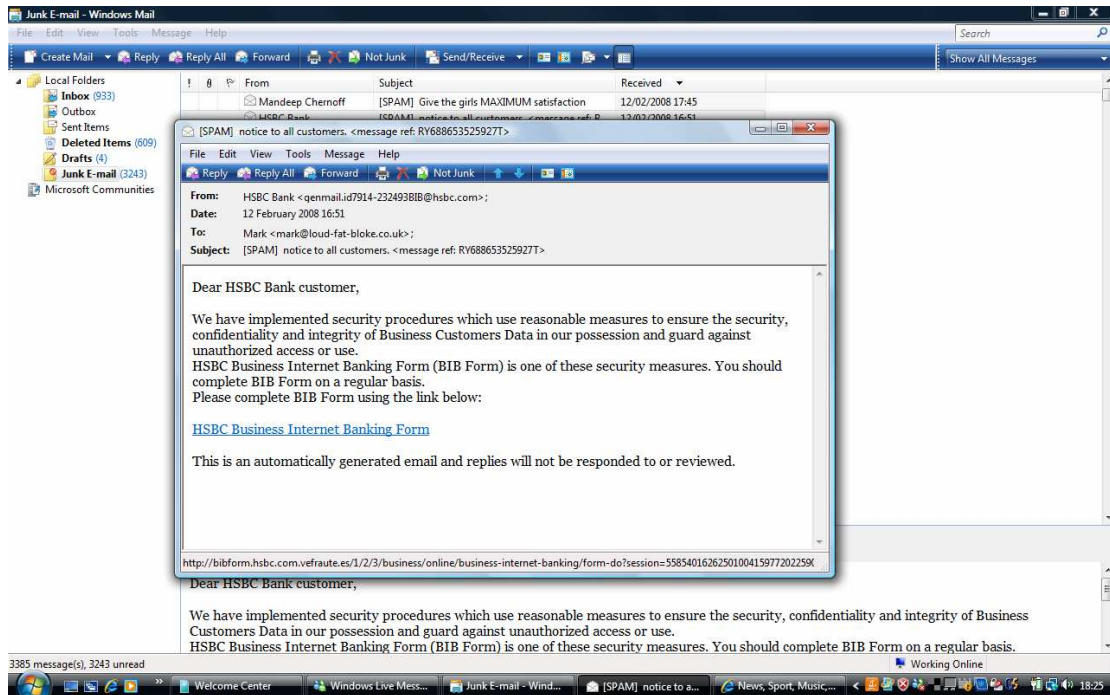 Junk E-mail - Windows Mail
File Edit View Tools Message Help
Search
Create Mail Reply Reply All Forward Not Junk Send/Receive
Show All Messages
Local Folders
Inbox (933)
Outbox
Sent Items
Deleted Items (609)
Drafts (4)
Junk E-mail (3243)
Microsoft Communities
! From Subject Received
Mandeep Chernoff [SPAM] Give the girls MAXIMUM satisfaction 12/02/2008 17:45
HSBC Bank [SPAM] notice to all customers. <message ref: R 12/02/2008 16:51
[SPAM] notice to all customers. <message ref: RY688653525927T>
File Edit View Tools Message Help
Reply Reply All Forward Not Junk
From: HSBC Bank <qenmail.id7914-232493BIB@hsbc.com>;
Date: 12 February 2008 16:51
To: Mark <mark@loud-fat-bloke.co.uk>;
Subject: [SPAM] notice to all customers. <message ref: RY688653525927T>
Dear HSBC Bank customer,
We have implemented security procedures which use reasonable measures to ensure the security,
confidentiality and integrity of Business Customers Data in our possession and guard against
unauthorized access or use.
HSBC Business Internet Banking Form (BIB Form) is one of these security measures. You should
complete BIB Form on a regular basis.
Please complete BIB Form using the link below:
HSBC Business Internet Banking Form
This is an automatically generated email and replies will not be responded to or reviewed.
http://bibform.hsbc.com.vefraute.es/1/2/3/business/online/business-internet-banking/form-do?session=55854016262501004159772022590
Dear HSBC Bank customer,
We have implemented security procedures which use reasonable measures to ensure the security, confidentiality and integrity of Business
Customers Data in our possession and guard against unauthorized access or use.
HSBC Business Internet Banking Form (BIB Form) is one of these security measures. You should complete BIB Form on a regular basis.
3385 message(s), 3243 unread
Working Online
Welcome Center
Windows Live Mess...
Junk E-mail - Wind...
[SPAM] notice to a...
News, Sport, Music,...
18:25